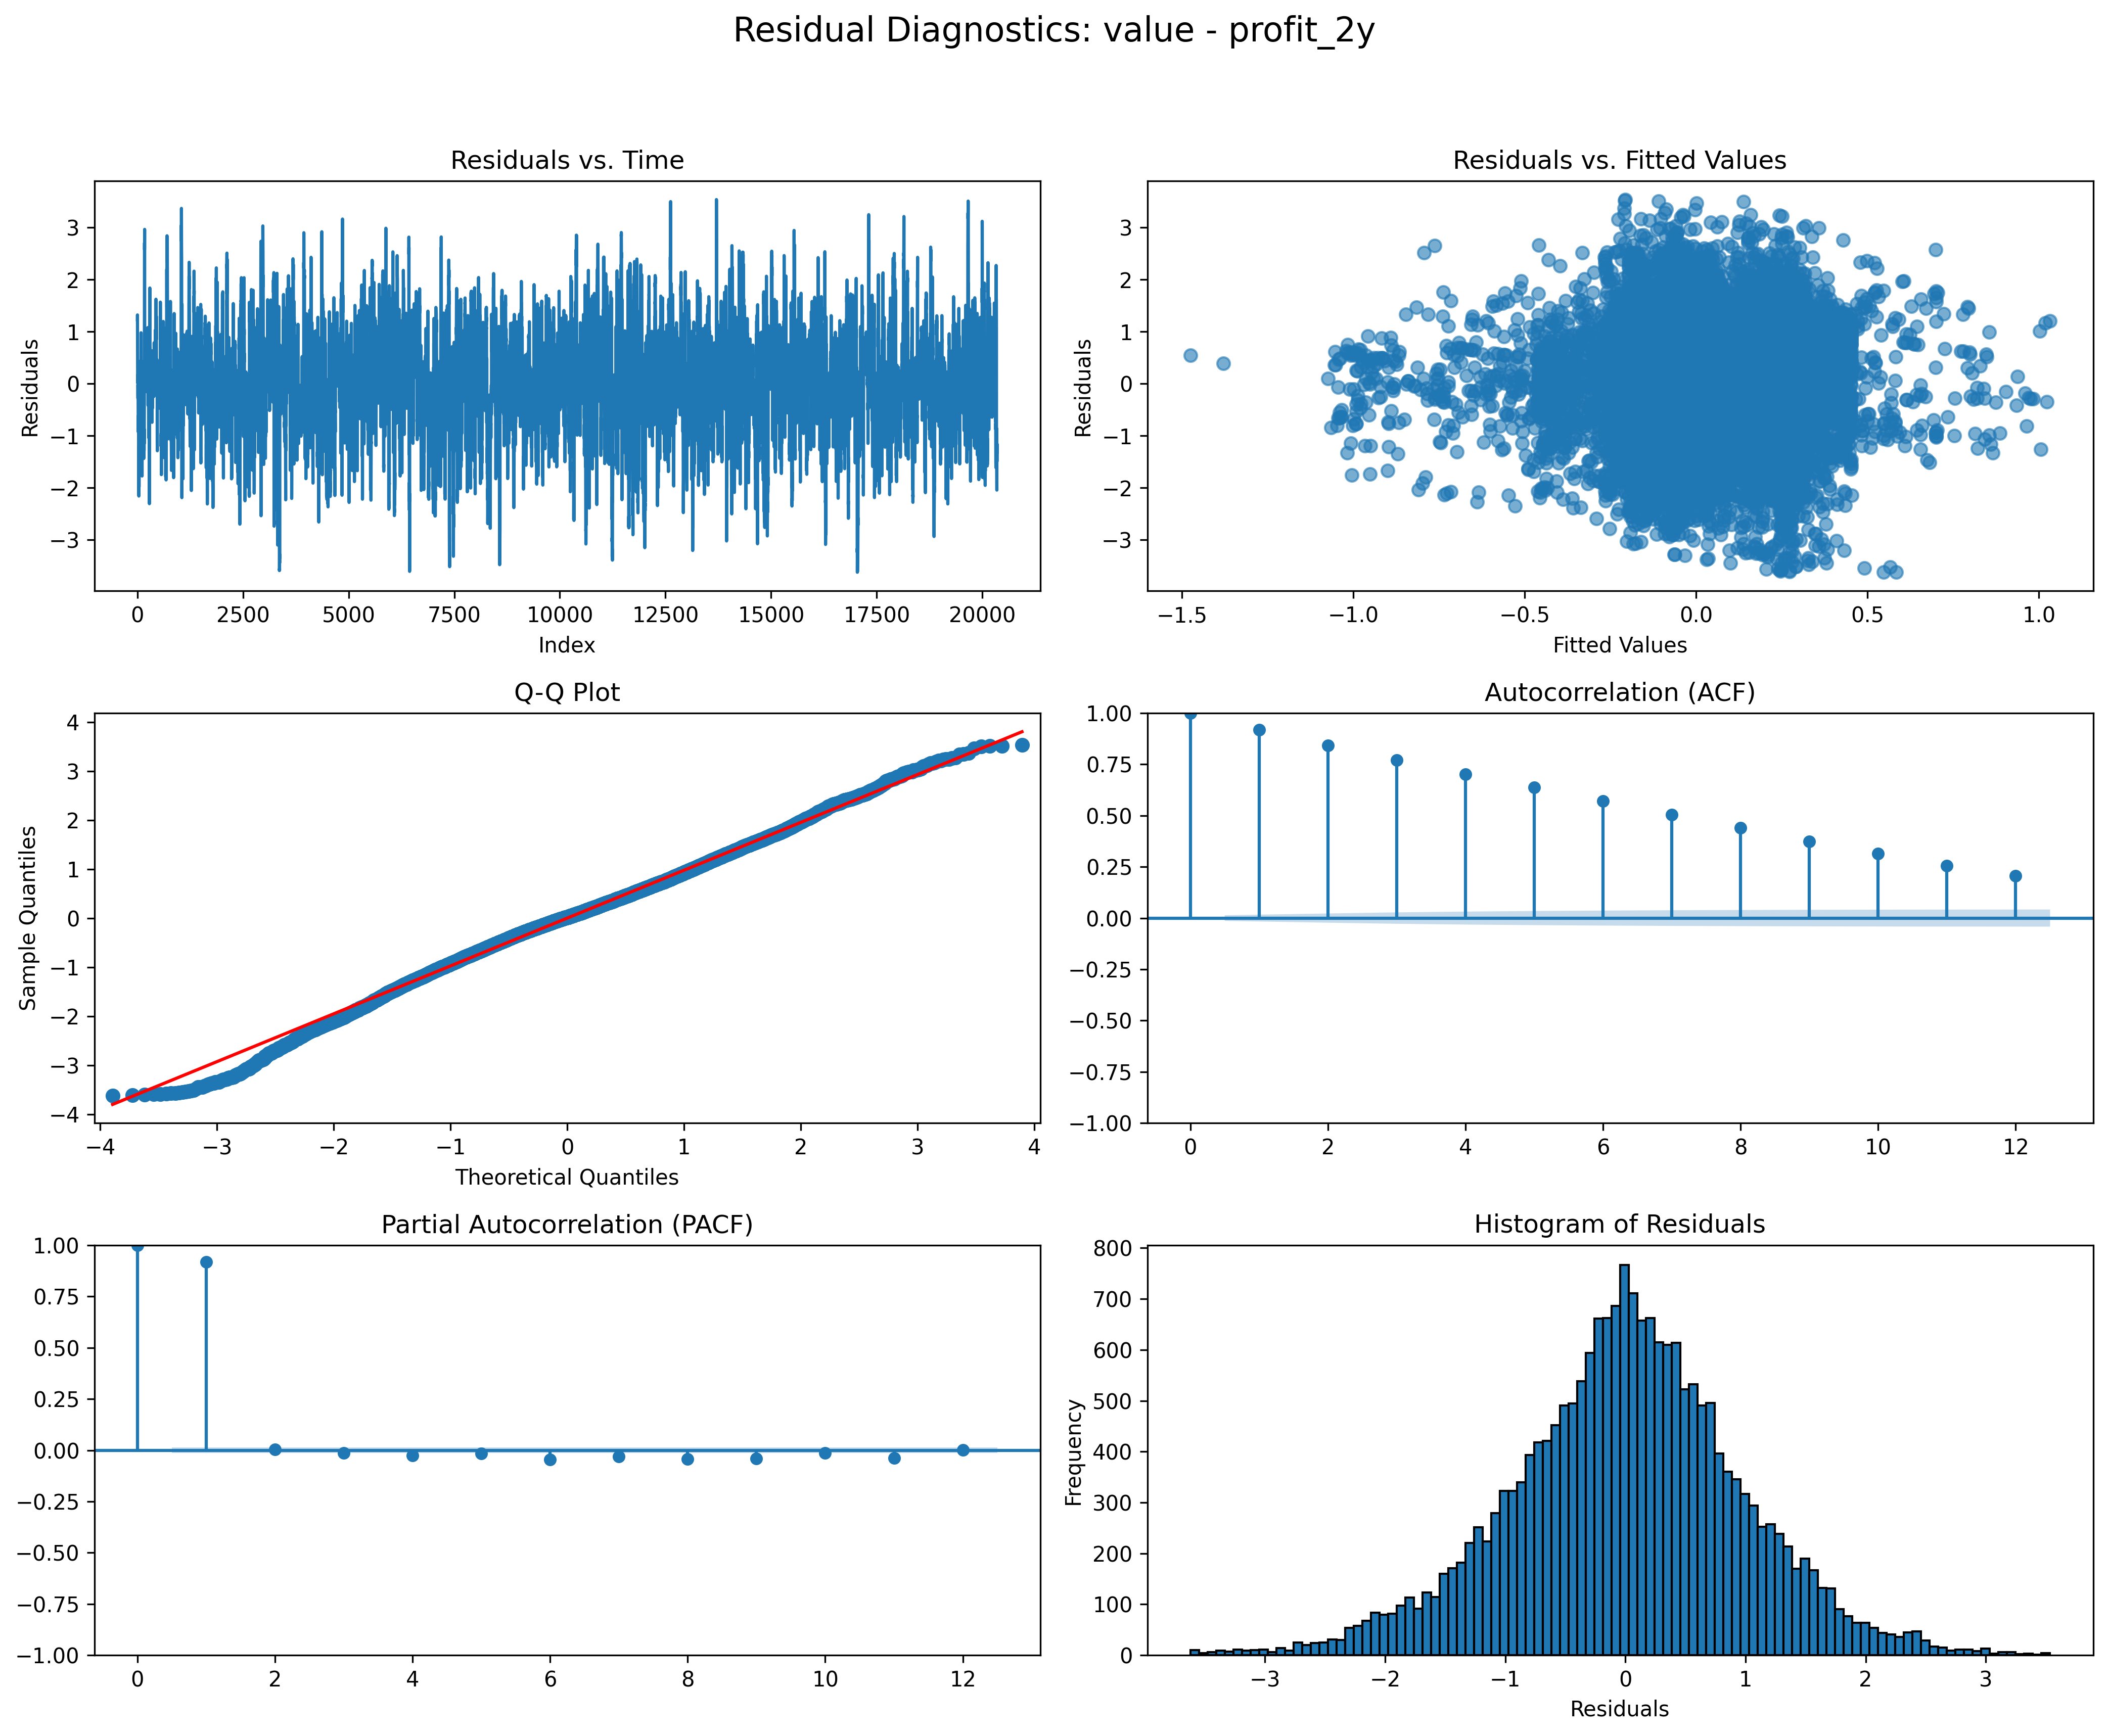 Residual Diagnostics: value - profit_2y
Residuals vs. Time
Residuals
3
2
1
0
−1
−2
−3
0 2500 5000 7500 10000 12500 15000 17500 20000
Index
Residuals vs. Fitted Values
Residuals
3
2
1
0
−1
−2
−3
−1.5 −1.0 −0.5 0.0 0.5 1.0
Fitted Values
Q-Q Plot
Sample Quantiles
4
3
2
1
0
−1
−2
−3
−4
−4 −3 −2 −1 0 1 2 3 4
Theoretical Quantiles
Autocorrelation (ACF)
1.00
0.75
0.50
0.25
0.00
−0.25
−0.50
−0.75
−1.00
0 2 4 6 8 10 12
Partial Autocorrelation (PACF)
1.00
0.75
0.50
0.25
0.00
−0.25
−0.50
−0.75
−1.00
0 2 4 6 8 10 12
Histogram of Residuals
Frequency
800
700
600
500
400
300
200
100
0
−3 −2 −1 0 1 2 3
Residuals